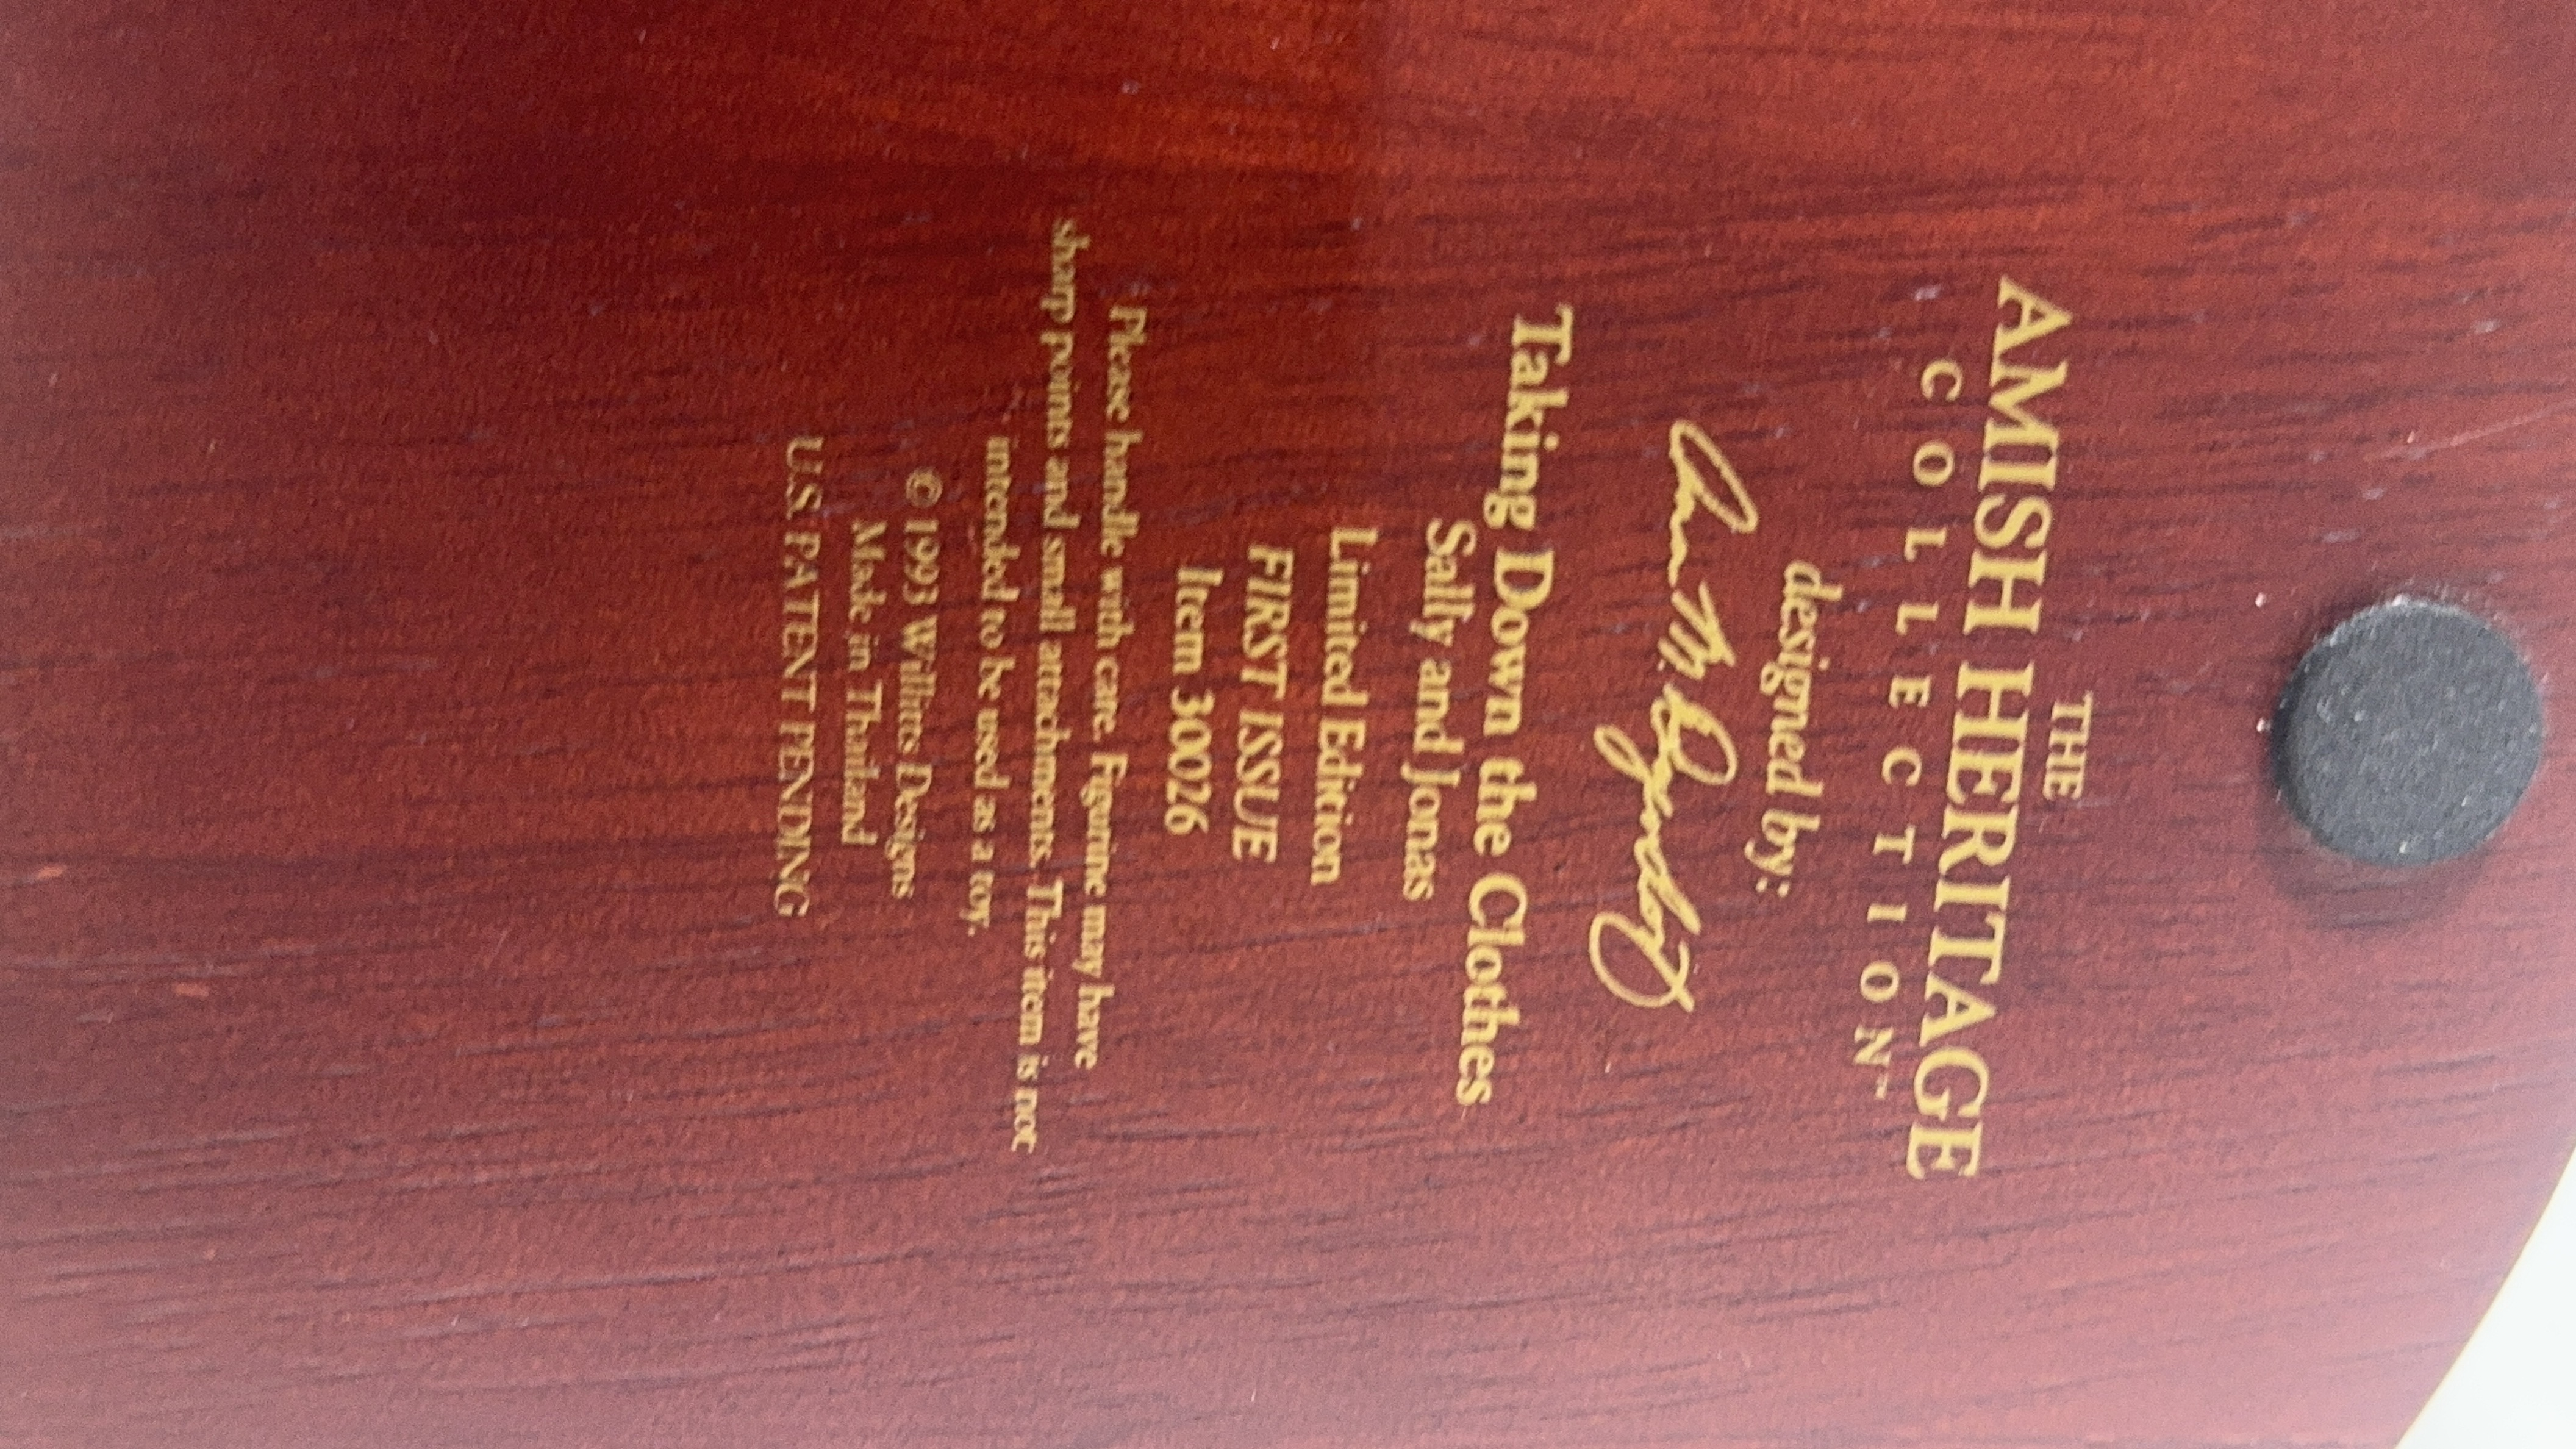 THE
AMISH HERITAGE
COLLECTION™
designed by:
Taking Down the Clothes
Sally and Jonas
Limited Edition
FIRST ISSUE
Item 30026
Please handle with care. Figurine may have
sharp points and small attachments. This item is not
intended to be used as a toy.
© 1993 Willitts Designs
Made in Thailand
U.S. PATENT PENDING